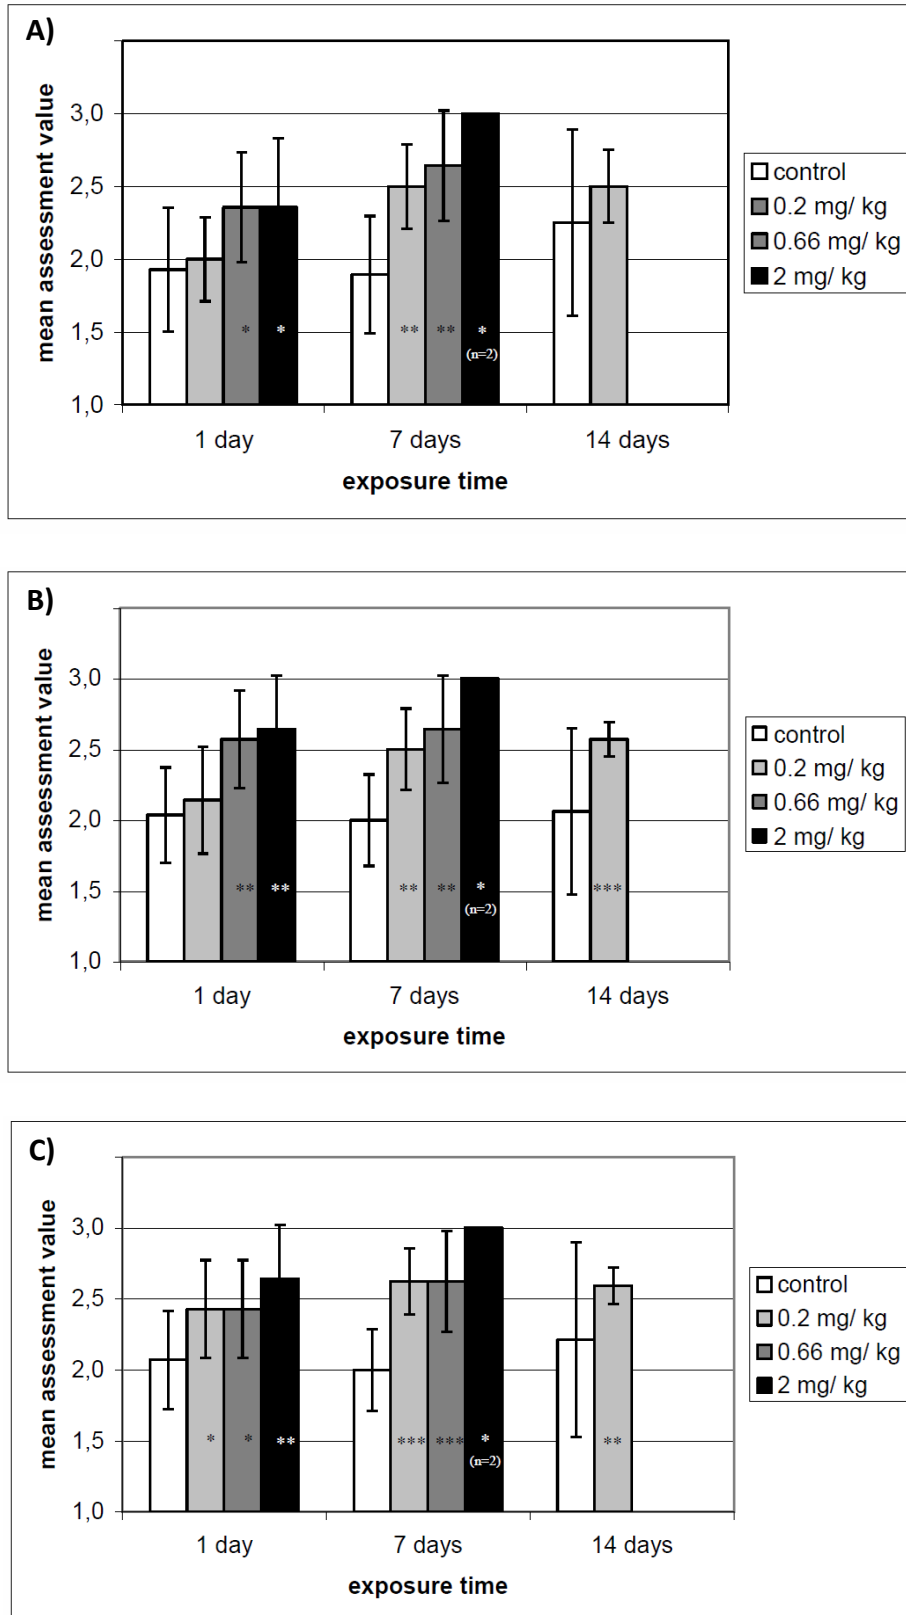 A)
mean assessment value
3,0
2,5
2,0
1,5
1,0
* * ** ** *
(n=2)
1 day 7 days 14 days
exposure time
control
0.2 mg/ kg
0.66 mg/ kg
2 mg/ kg
B)
mean assessment value
3,0
2,5
2,0
1,5
1,0
** ** ** ** * ***
(n=2)
1 day 7 days 14 days
exposure time
control
0.2 mg/ kg
0.66 mg/ kg
2 mg/ kg
C)
mean assessment value
3,0
2,5
2,0
1,5
1,0
* * ** *** *** * **
(n=2)
1 day 7 days 14 days
exposure time
control
0.2 mg/ kg
0.66 mg/ kg
2 mg/ kg